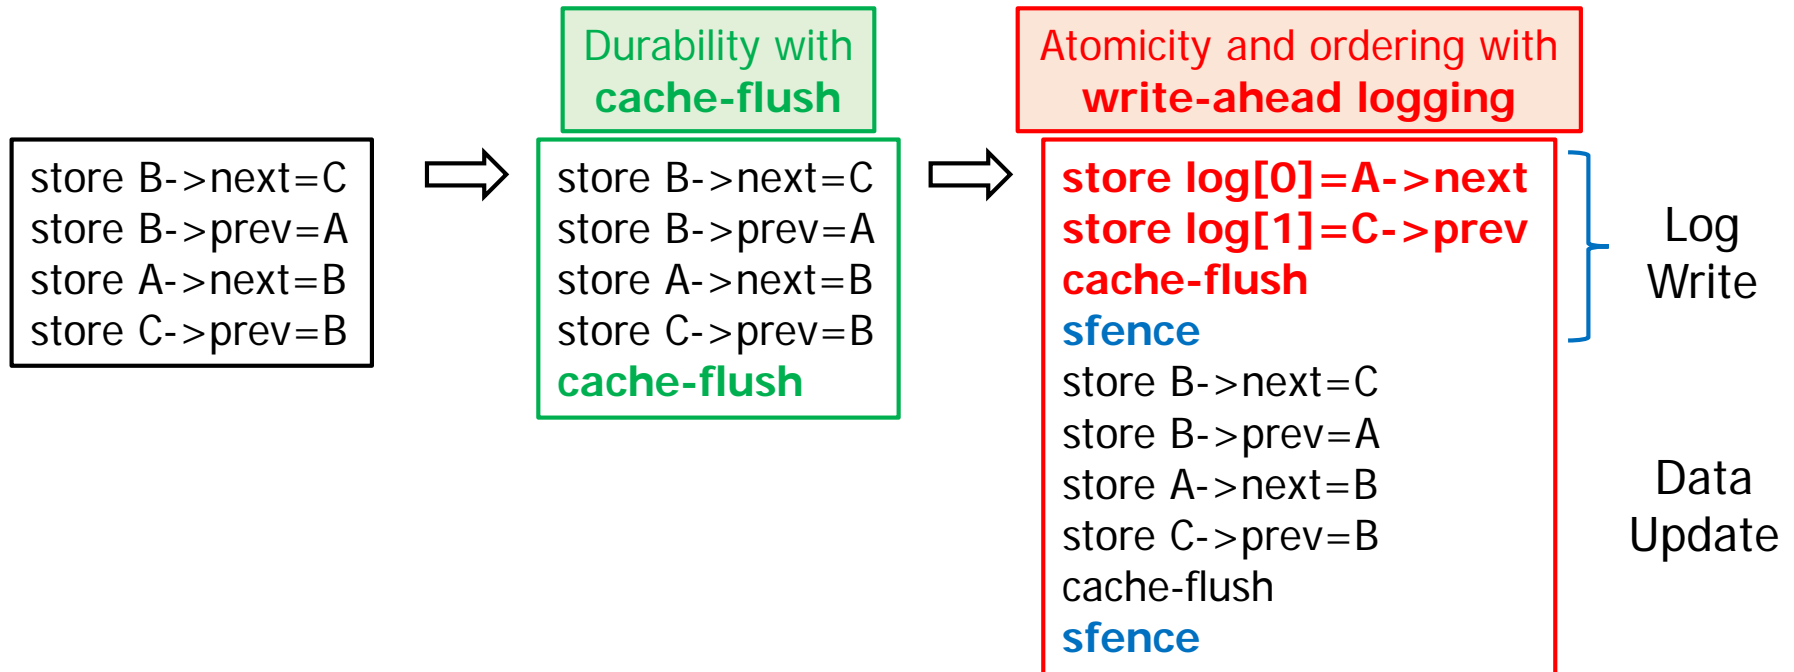 Durability with
cache-flush
Atomicity and ordering with
write-ahead logging
store B->next=C
store B->prev=A
store A->next=B
store C->prev=B
store B->next=C
store B->prev=A
store A->next=B
store C->prev=B
cache-flush
store log[0]=A->next
store log[1]=C->prev
cache-flush
sfence
store B->next=C
store B->prev=A
store A->next=B
store C->prev=B
cache-flush
sfence
Log
Write
Data
Update